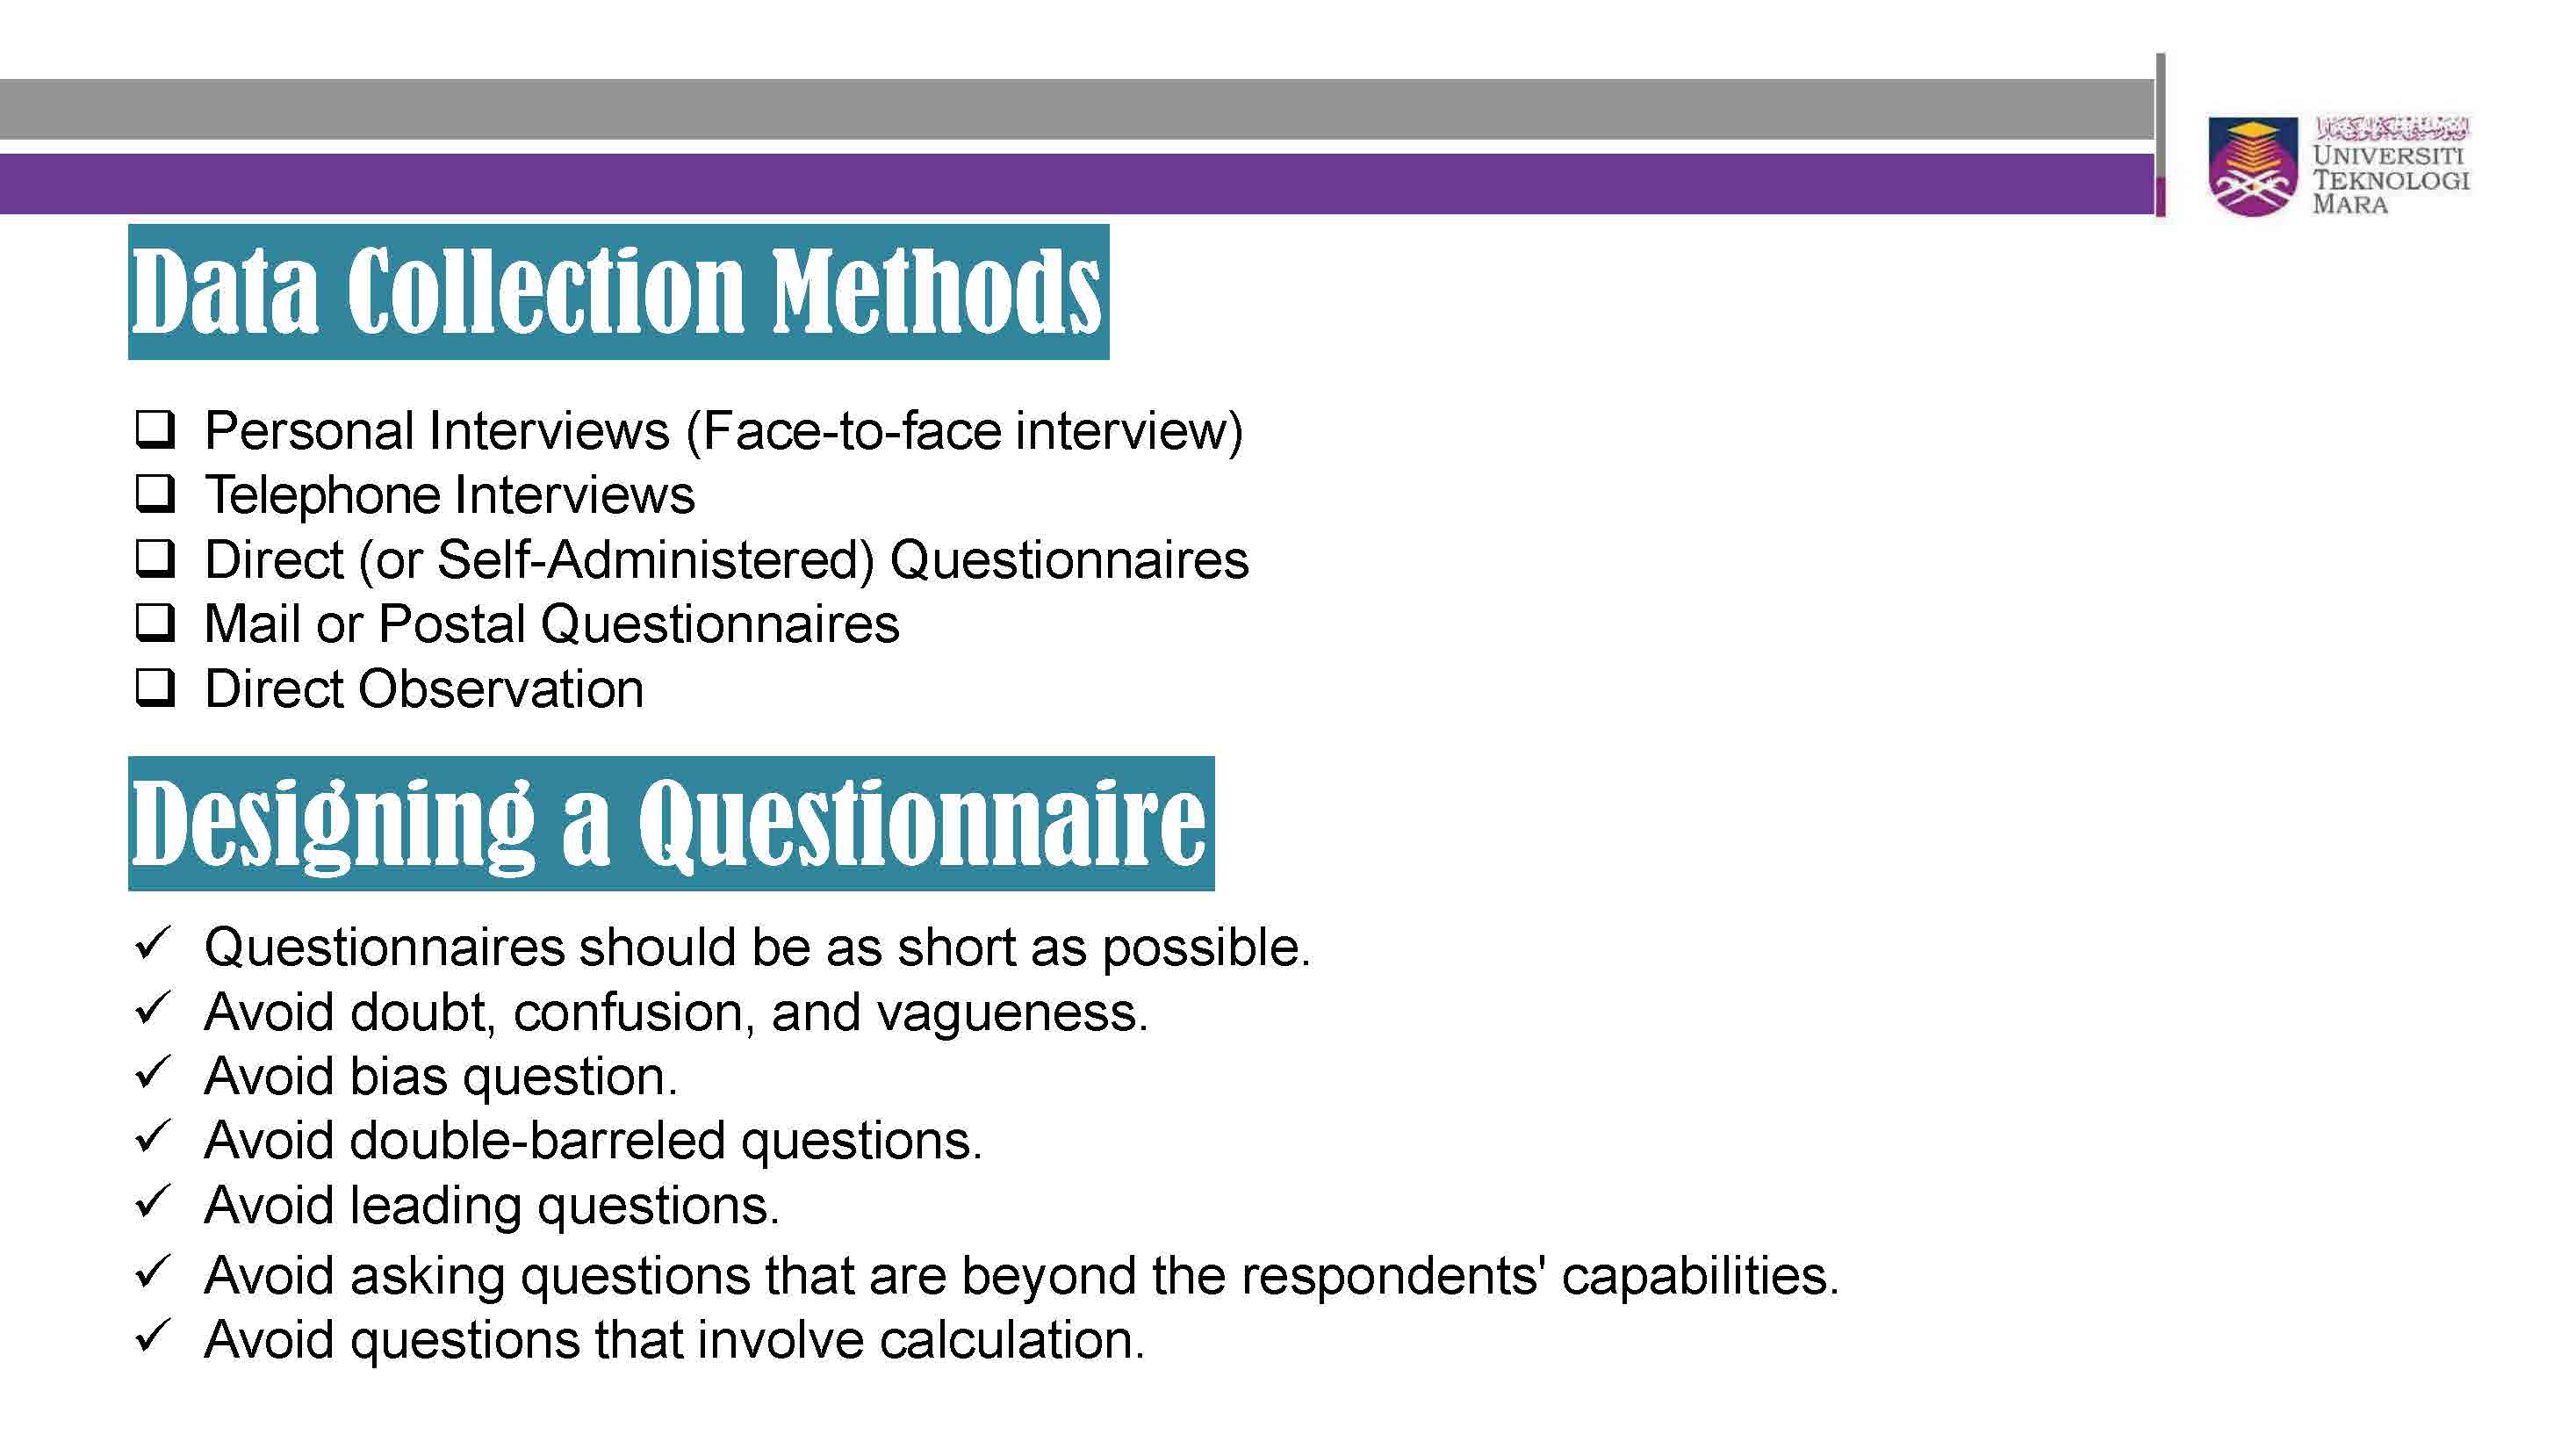 UNIVERSITI
TEKNOLOGI
MARA
Data Collection Methods
Personal Interviews (Face-to-face interview)
Telephone Interviews
Direct (or Self-Administered) Questionnaires
Mail or Postal Questionnaires
Direct Observation
Designing a Questionnaire
Questionnaires should be as short as possible.
Avoid doubt, confusion, and vagueness.
Avoid bias question.
Avoid double-barreled questions.
Avoid leading questions.
Avoid asking questions that are beyond the respondents' capabilities.
Avoid questions that involve calculation.